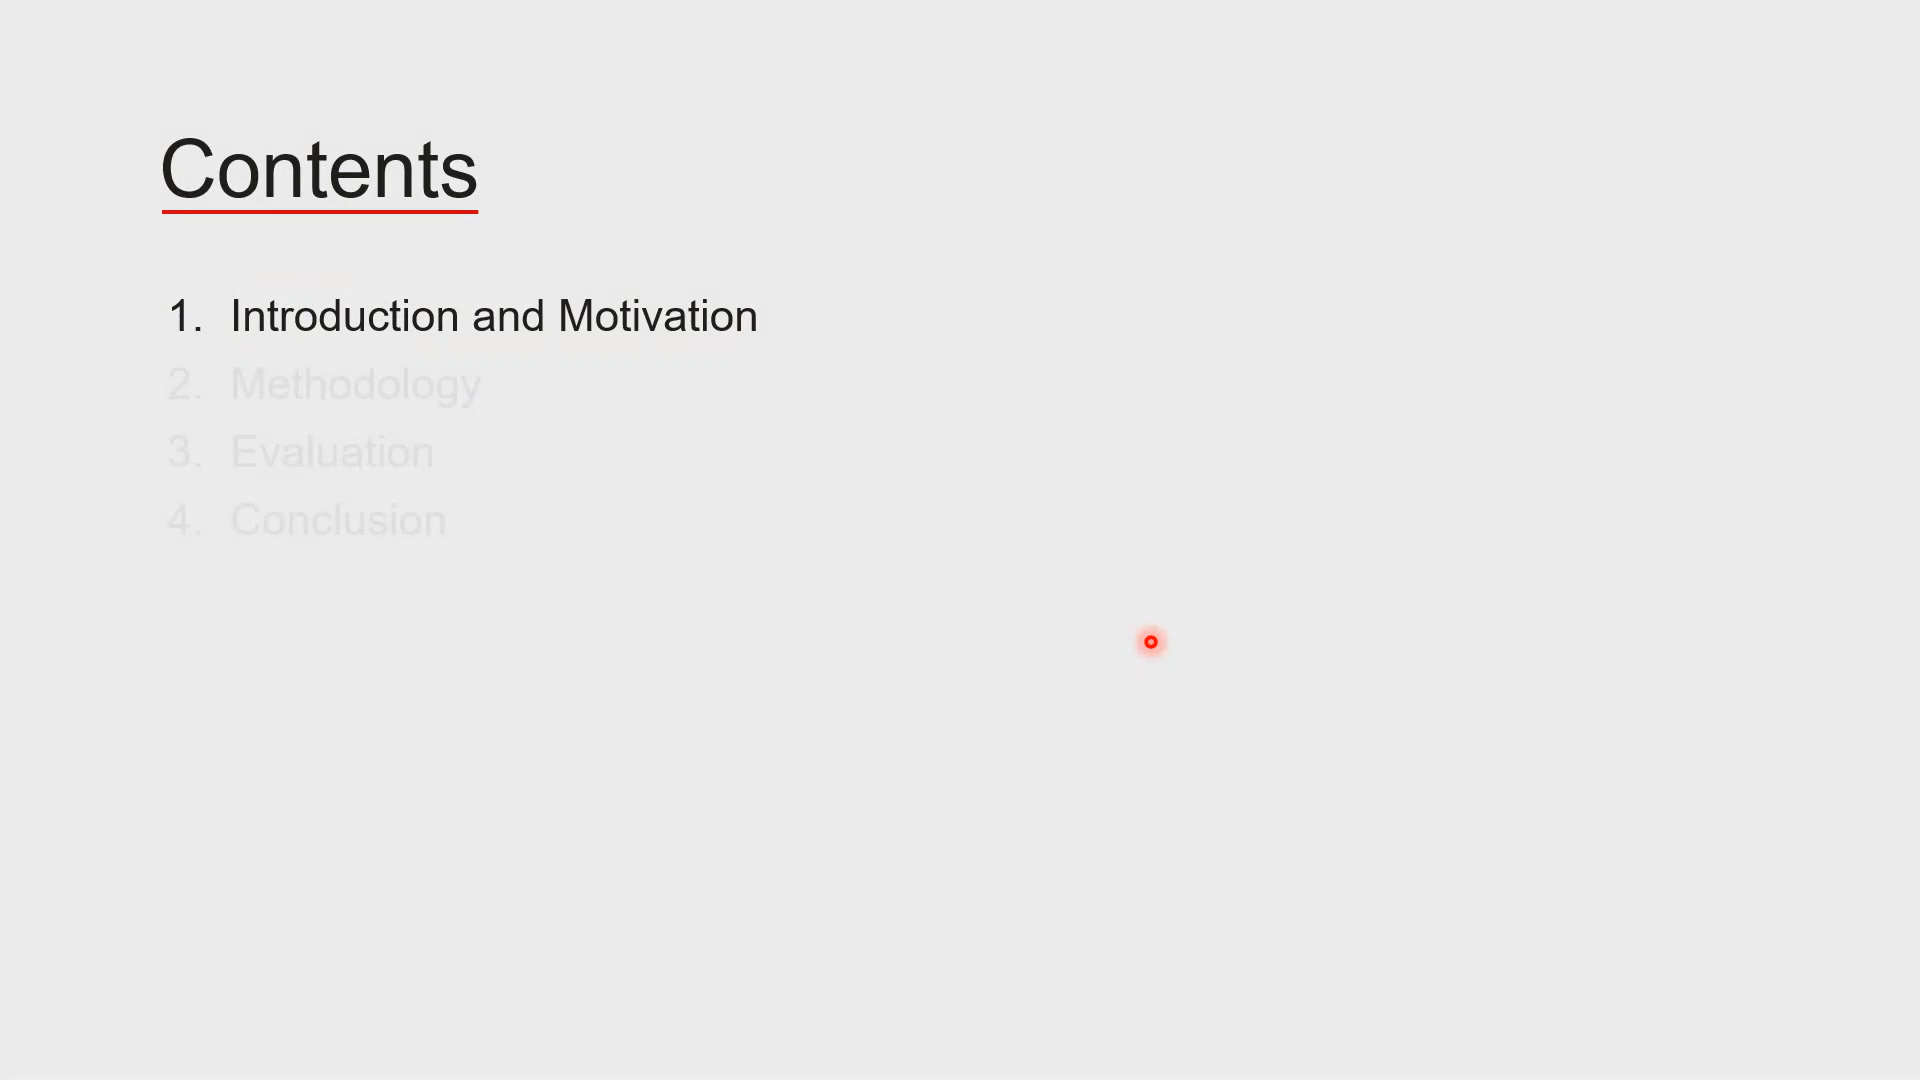 Contents
1. Introduction and Motivation
2. Methodology
3. Evaluation
4. Conclusion